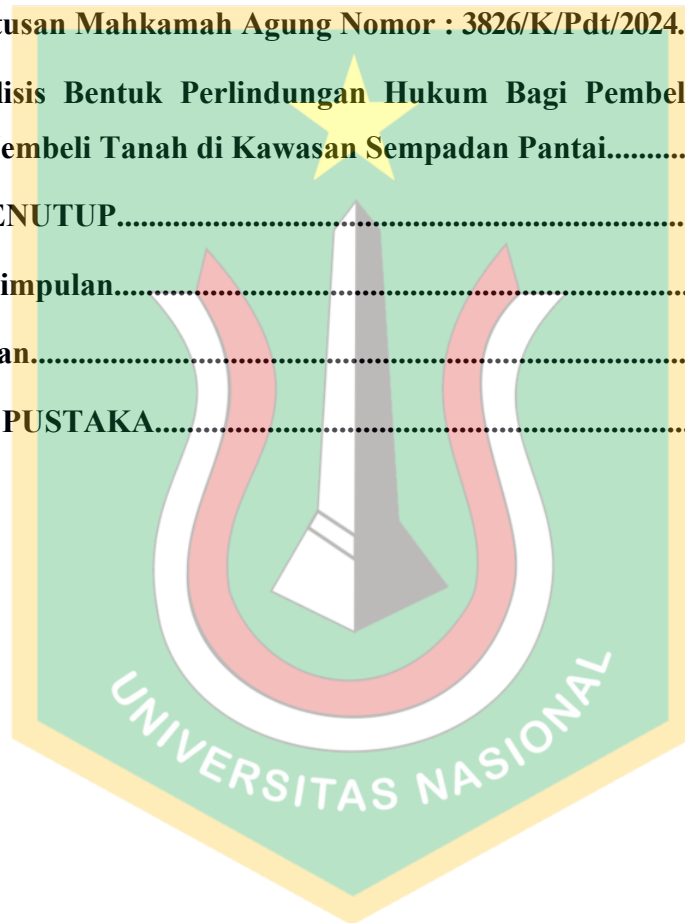 tusan Mahkamah Agung Nomor : 3826/K/Pdt/2024.
lisis Bentuk Perlindungan Hukum Bagi Pembel
embeli Tanah di Kawasan Sempadan Pantai..........
ENUTUP.......................................................................
impulan.......................................................................
an................................................................................
PUSTAKA..................................................................
UNIVERSITAS NASIONAL